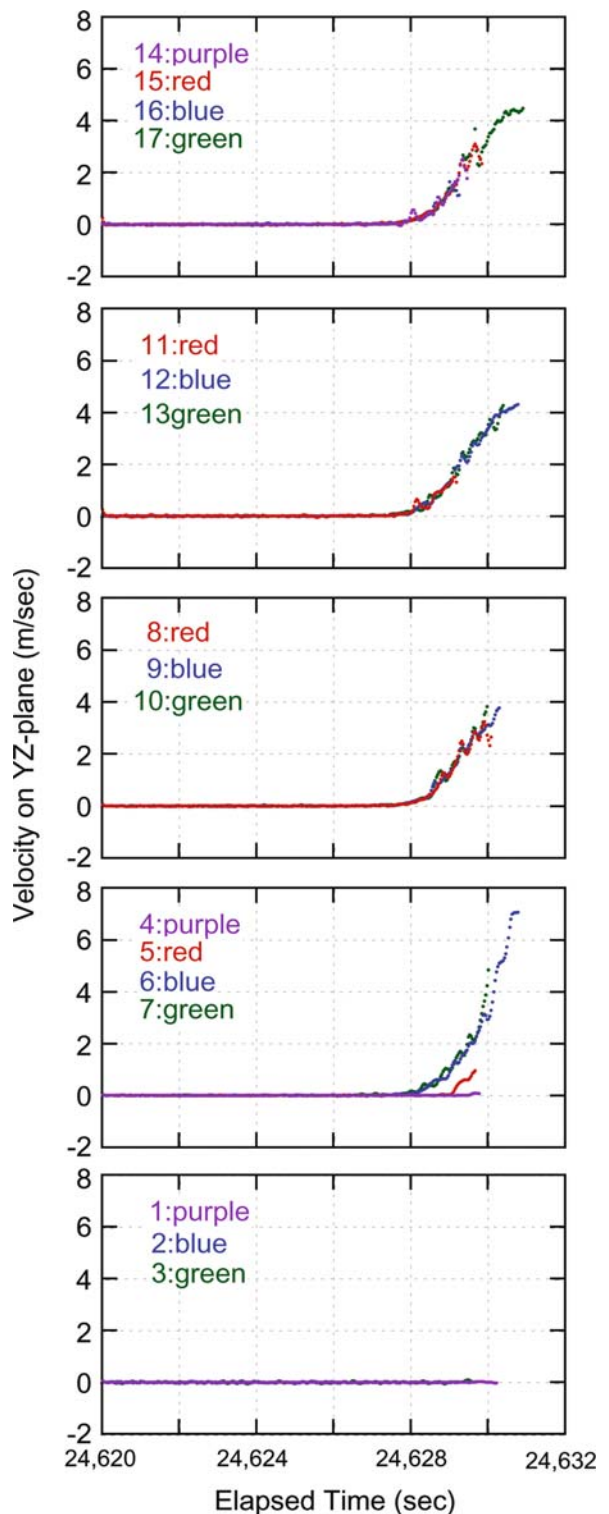 8
6
4
2
0
-2
14:purple
15:red
16:blue
17:green
8
6
4
2
0
-2
11:red
12:blue
13green
8
6
4
2
0
-2
8:red
9:blue
10:green
8
6
4
2
0
-2
4:purple
5:red
6:blue
7:green
8
6
4
2
0
-2
1:purple
2:blue
3:green
24,620
24,624
24,628
24,632
Elapsed Time (sec)
Velocity on YZ-plane (m/sec)